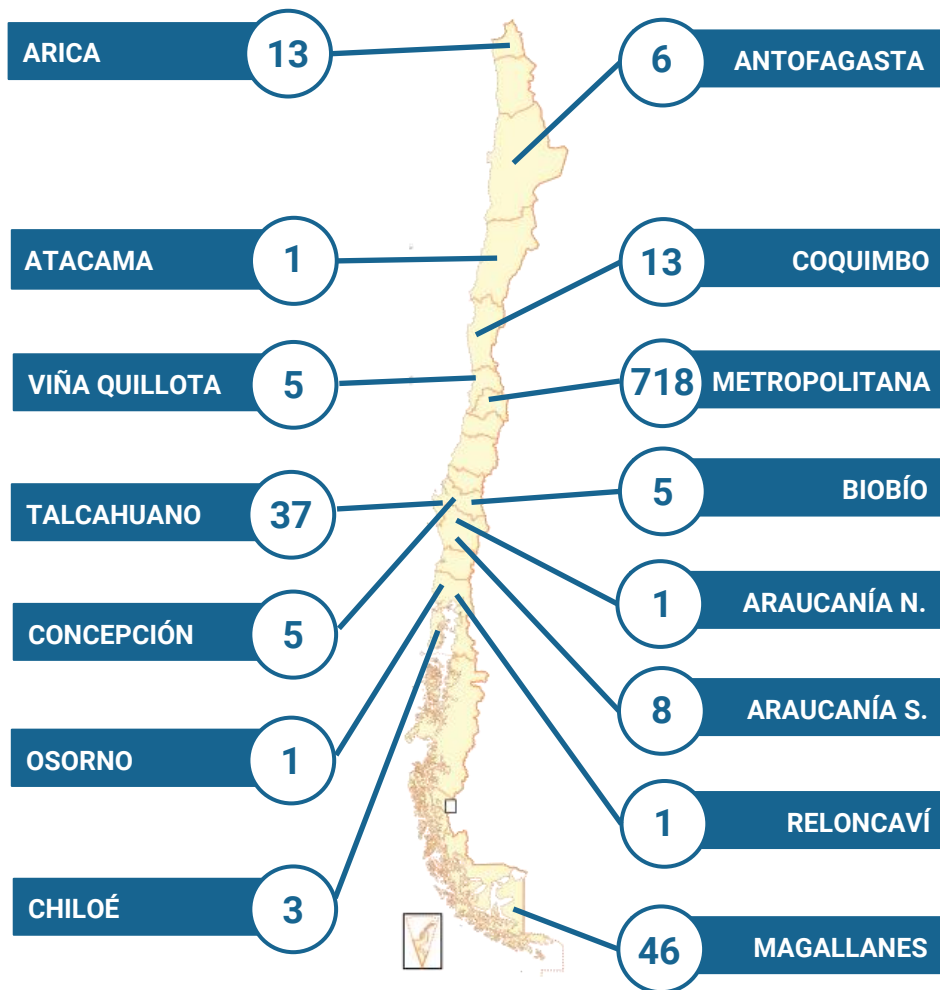 ARICA 13
6 ANTOFAGASTA
ATACAMA 1
13 COQUIMBO
VIÑA QUILLOTA 5
718 METROPOLITANA
TALCAHUANO 37
5 BIOBÍO
CONCEPCIÓN 5
1 ARAUCANÍA N.
OSORNO 1
8 ARAUCANÍA S.
1 RELONCAVÍ
CHILOÉ 3
46 MAGALLANES